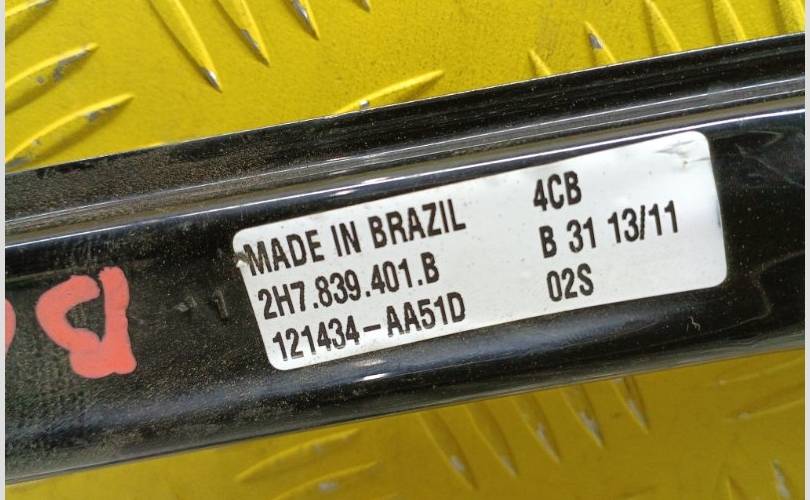 MADE IN BRAZIL 4CB
2H7.839.401.B B 31 13/11
121434-AA51D 02S